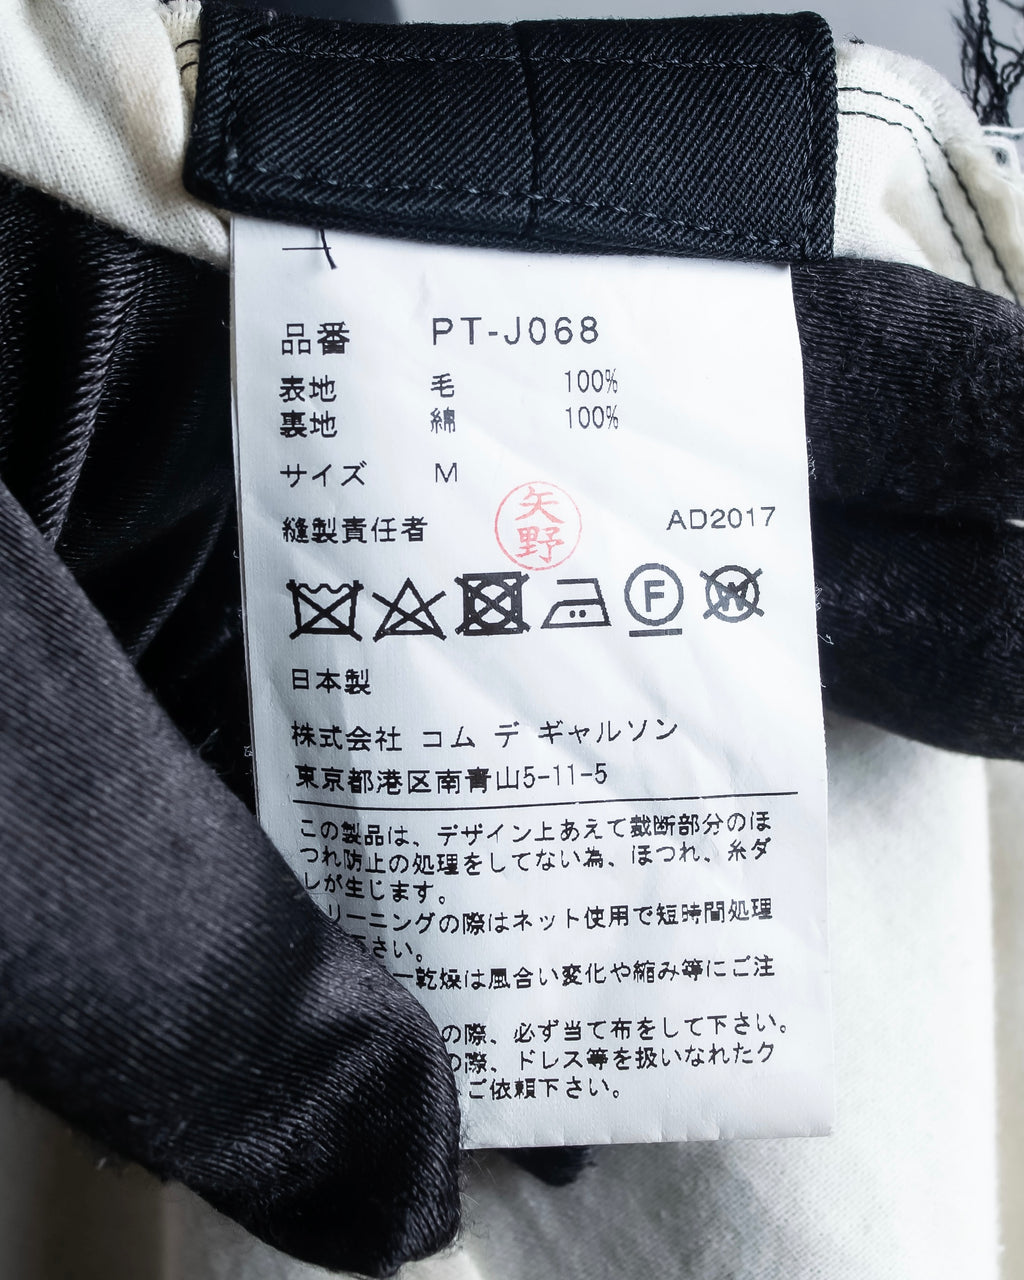 品番 PT-J068
表地 毛 100%
裏地 綿 100%
サイズ M
縫製責任者 矢野 AD2017
F
W
日本製
株式会社 コム デ ギャルソン
東京都港区南青山5-11-5
この製品は、デザイン上あえて裁断部分のほ
つれ防止の処理をしてない為、ほつれ、糸ダ
レが生じます。
リーニングの際はネット使用で短時間処理
さい。
ー乾燥は風合い変化や縮み等にご注
の際、必ず当て布をして下さい。
の際、ドレス等を扱いなれたク
ご依頼下さい。